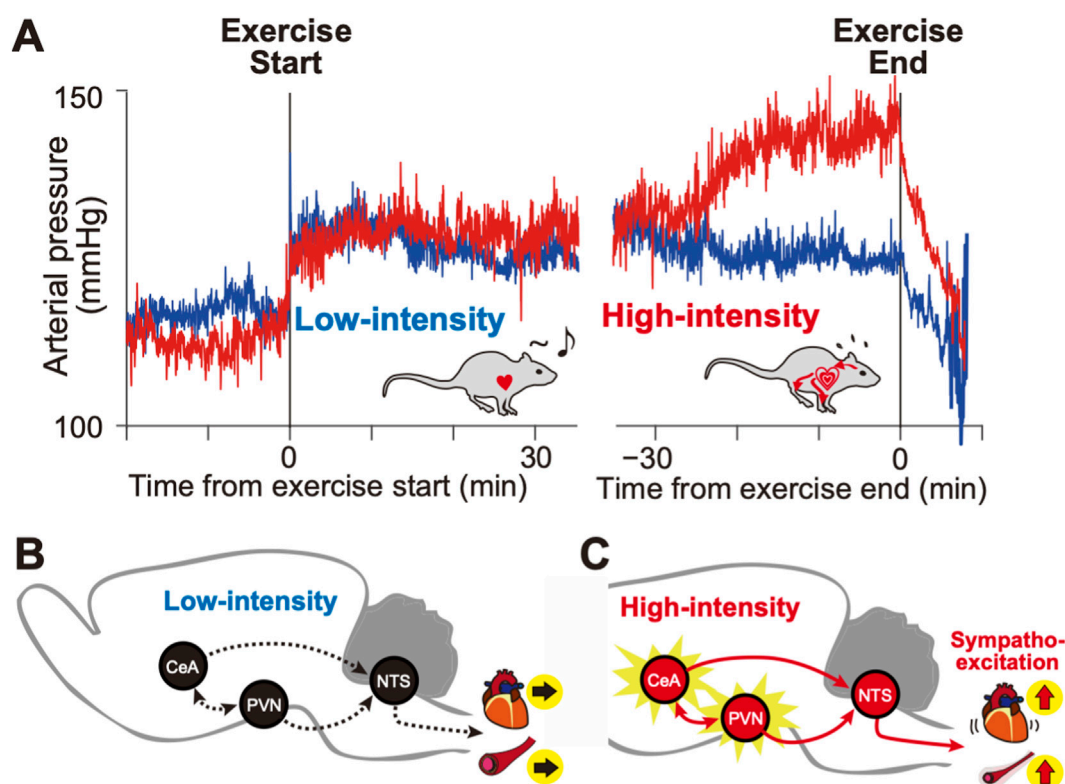 A
Exercise
Start
Exercise
End
150
Arterial pressure
(mmHg)
100
Low-intensity
High-intensity
0
30
−30
0
Time from exercise start (min)
Time from exercise end (min)
B
Low-intensity
CeA
PVN
NTS
C
High-intensity
CeA
PVN
NTS
Sympatho-
excitation